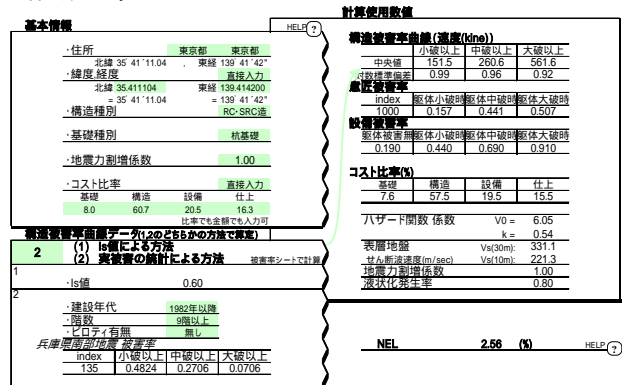 基本情報
HELP ?
・住所 東京都 東京都
北緯 35ﾟ41 ´11.04 , 東経 139ﾟ41 ´42"
・緯度,経度 直接入力
北緯 35.411104 東経 139.414200
= 35ﾟ41 ´11.04 = 139ﾟ41 ´42"
・構造種別 RC・SRC造
・基礎種別 杭基礎
・地震力割増係数 1.00
・コスト比率 直接入力
基礎 構造 設備 仕上
8.0 60.7 20.5 16.3
比率でも金額でも入力可
構造被害率曲線データ(1,2のどちらかの方法で算定)
2 (1) Is値による方法
(2) 実被害の統計による方法 被害率シートで計算
1
・Is値 0.60
2
・建設年代 1982年以降
・階数 9階以上
・ピロティ有無 無し
兵庫県南部地震 被害率
index 小破以上 中破以上 大破以上
135 0.4824 0.2706 0.0706
計算使用数値
構造被害率曲線(速度(kine))
小破以上 中破以上 大破以上
中央値 151.5 260.6 561.6
対数標準偏差 0.99 0.96 0.92
意匠被害率
index 躯体小破時 躯体中破時 躯体大破時
1000 0.157 0.441 0.507
設備被害率
躯体被害無 躯体小破時 躯体中破時 躯体大破時
0.190 0.440 0.690 0.910
コスト比率(%)
基礎 構造 設備 仕上
7.6 57.5 19.5 15.5
ハザード関数 係数 V0 = 6.05
k = 0.54
表層地盤 Vs(30m): 331.1
せん断波速度(m/sec) Vs(10m): 221.3
地震力割増係数 1.00
液状化発生率 0.80
NEL 2.56 (%) HELP ?